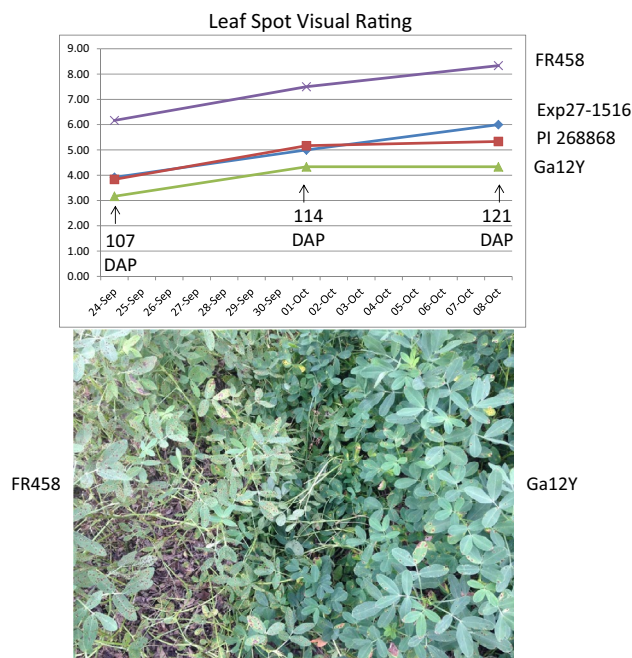 Leaf Spot Visual Rating
9.00
8.00
7.00
6.00
5.00
4.00
3.00
2.00
1.00
0.00
FR458
Exp27-1516
PI 268868
Ga12Y
107
DAP
114
DAP
121
DAP
24-Sep
25-Sep
26-Sep
27-Sep
28-Sep
29-Sep
30-Sep
01-Oct
02-Oct
03-Oct
04-Oct
05-Oct
06-Oct
07-Oct
08-Oct
FR458
Ga12Y